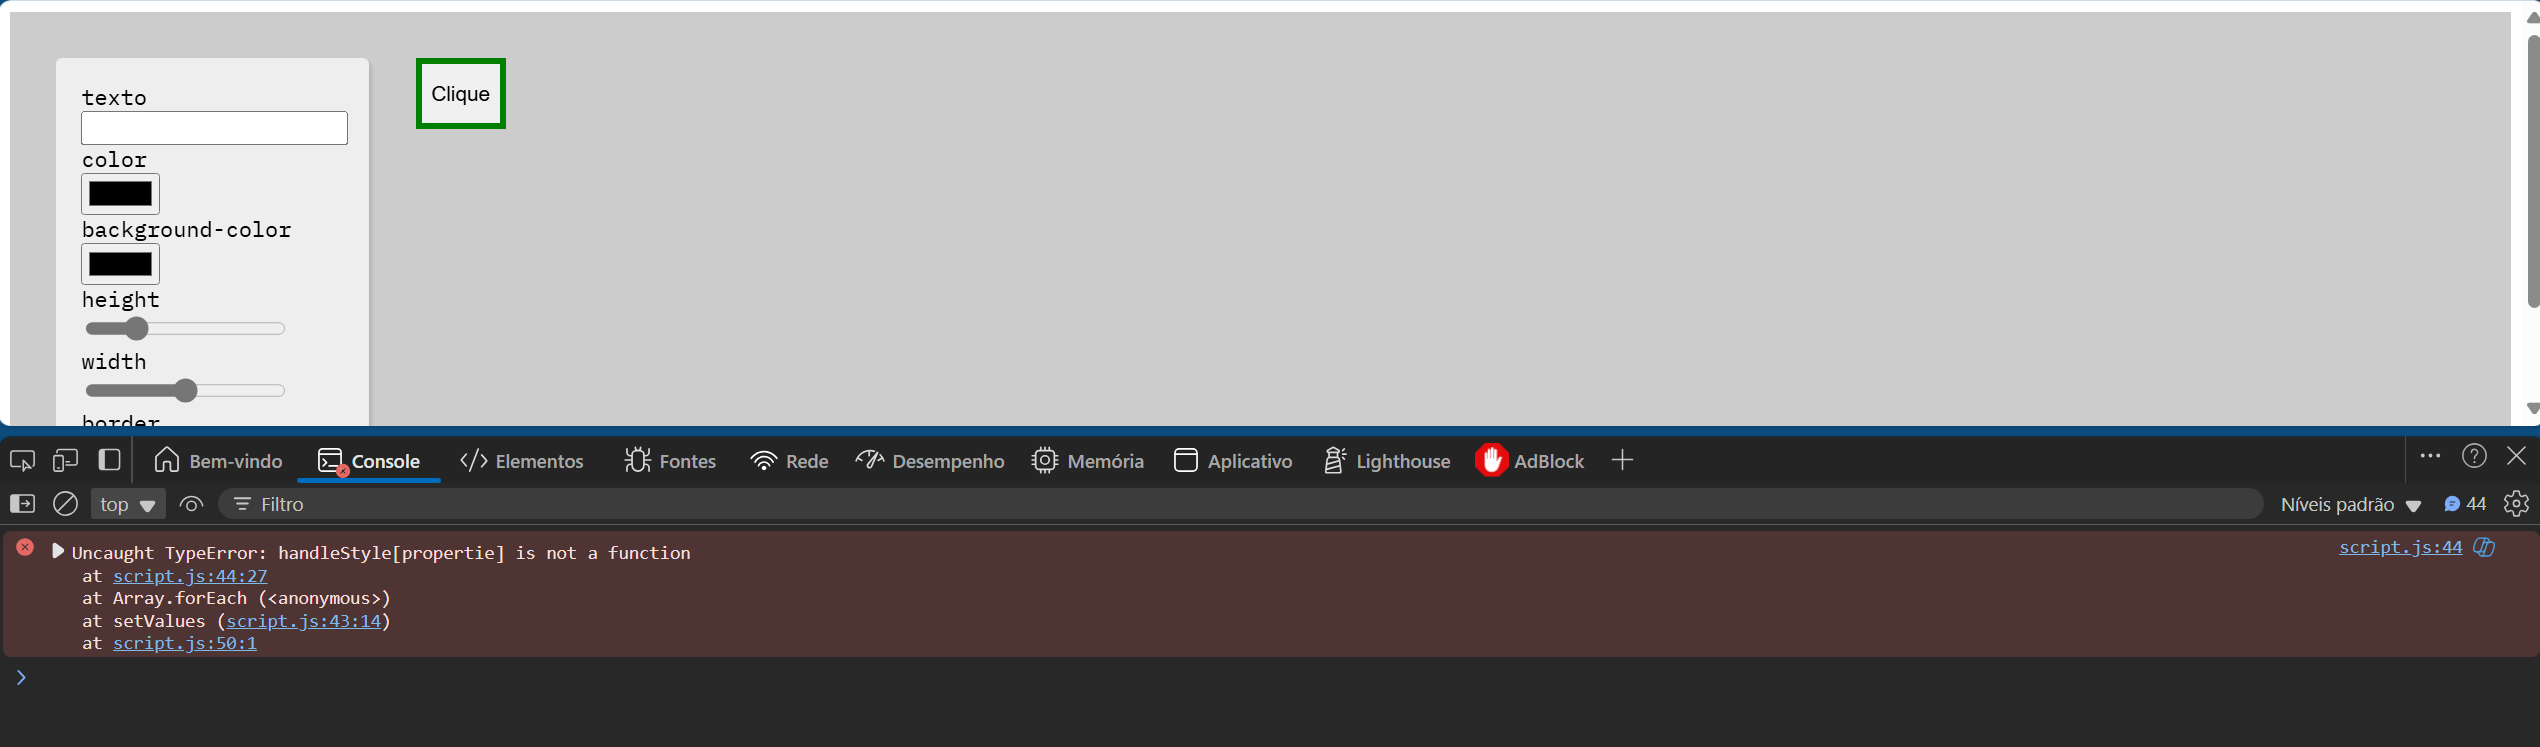 texto
Clique
color
background-color
height
width
border
Bem-vindo Console Elementos Fontes Rede Desempenho Memória Aplicativo Lighthouse AdBlock
top Filtro Níveis padrão 44
Uncaught TypeError: handleStyle[propertie] is not a function script.js:44
at script.js:44:27
at Array.forEach (<anonymous>)
at setValues (script.js:43:14)
at script.js:50:1